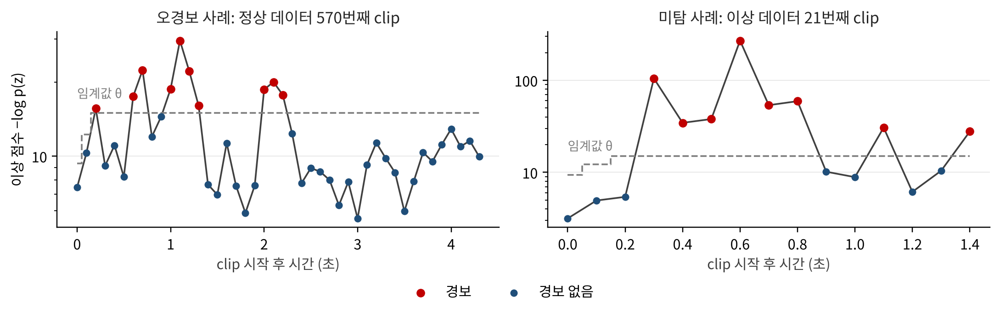 오경보 사례: 정상 데이터 570번째 clip
이상 점수 −log p(z)
임계값 θ
10
0 1 2 3 4
clip 시작 후 시간 (초)
미탐 사례: 이상 데이터 21번째 clip
100
임계값 θ
10
0.0 0.2 0.4 0.6 0.8 1.0 1.2 1.4
clip 시작 후 시간 (초)
경보 경보 없음